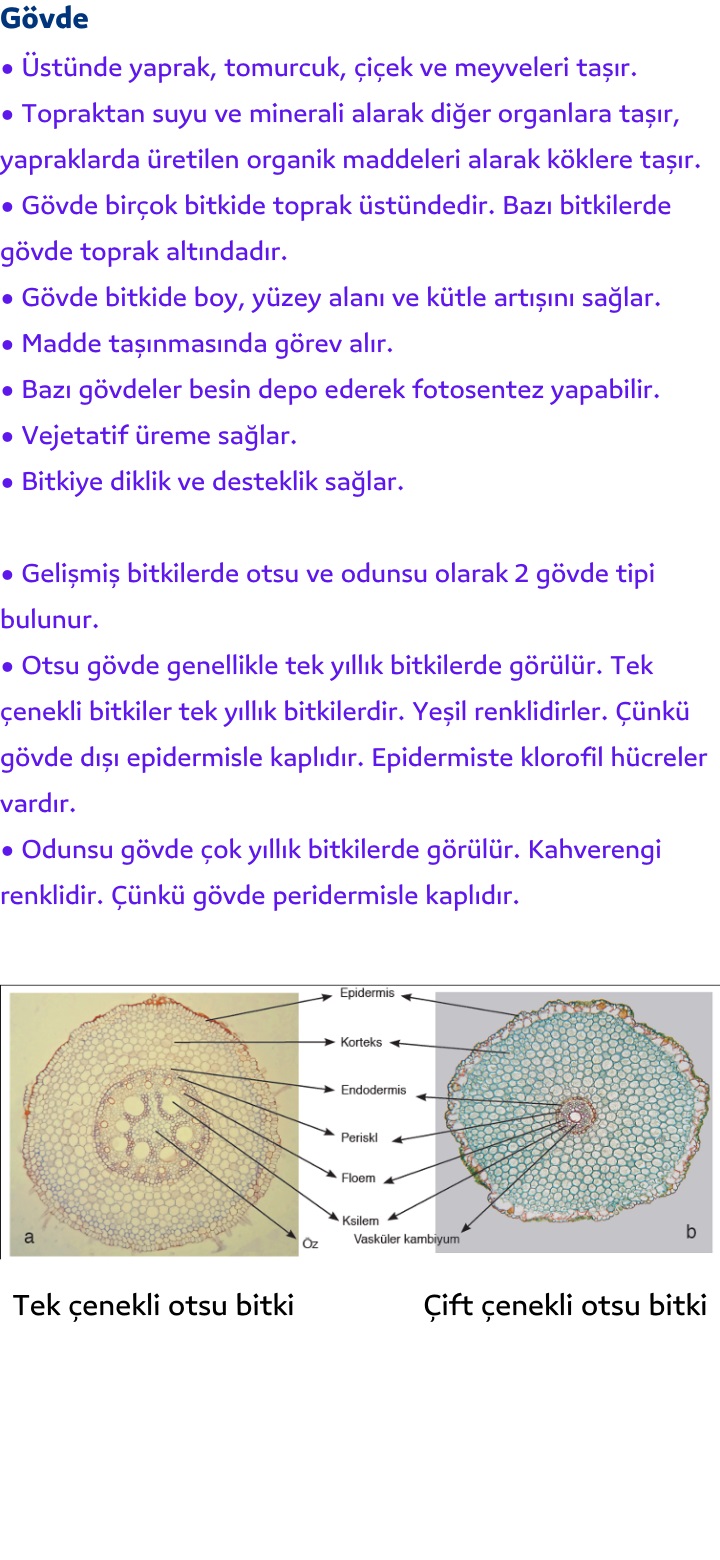 Gövde
• Üstünde yaprak, tomurcuk, çiçek ve meyveleri taşır.
• Topraktan suyu ve minerali alarak diğer organlara taşır,
yapraklarda üretilen organik maddeleri alarak köklere taşır.
• Gövde birçok bitkide toprak üstündedir. Bazı bitkilerde
gövde toprak altındadır.
• Gövde bitkide boy, yüzey alanı ve kütle artışını sağlar.
• Madde taşınmasında görev alır.
• Bazı gövdeler besin depo ederek fotosentez yapabilir.
• Vejetatif üreme sağlar.
• Bitkiye diklik ve desteklik sağlar.
• Gelişmiş bitkilerde otsu ve odunsu olarak 2 gövde tipi
bulunur.
• Otsu gövde genellikle tek yıllık bitkilerde görülür. Tek
çenekli bitkiler tek yıllık bitkilerdir. Yeşil renklidirler. Çünkü
gövde dışı epidermisle kaplıdır. Epidermiste klorofil hücreler
vardır.
• Odunsu gövde çok yıllık bitkilerde görülür. Kahverengi
renklidir. Çünkü gövde peridermisle kaplıdır.
Epidermis
Korteks
Endodermis
Periskl
Floem
Ksilem
Öz
Vasküler kambiyum
a
b
Tek çenekli otsu bitki
Çift çenekli otsu bitki